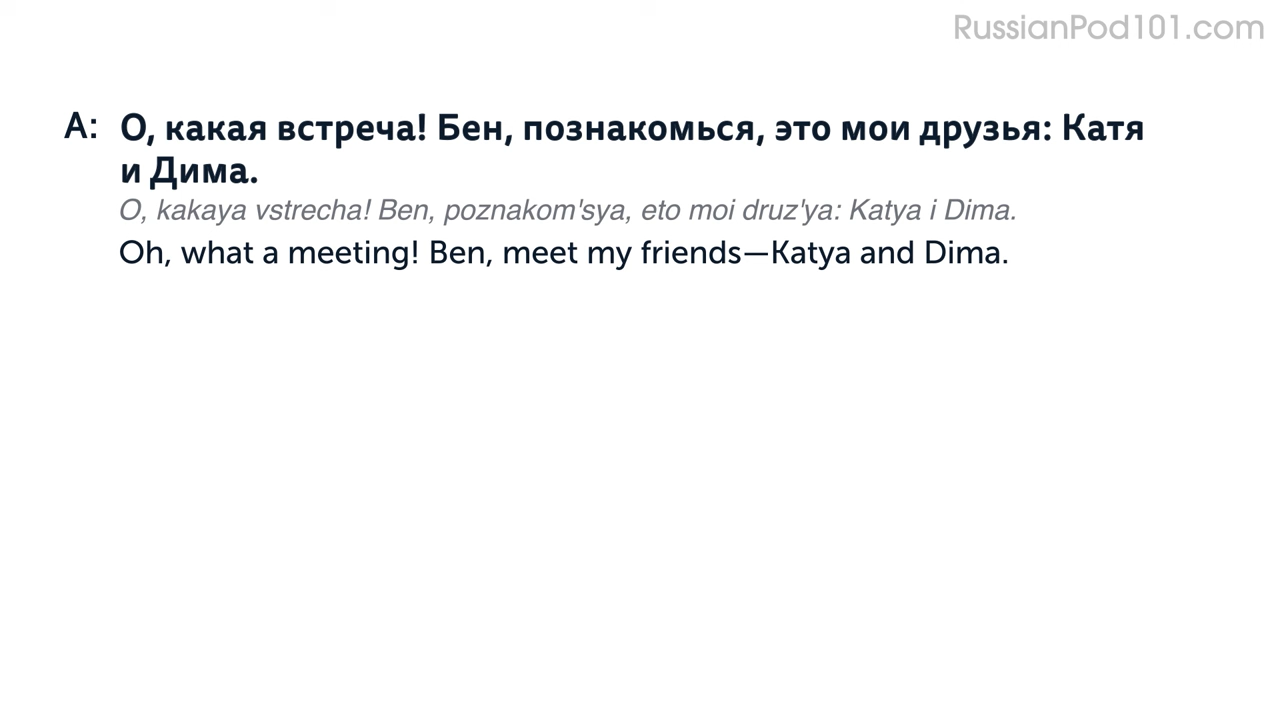 RussianPod101.com
A: О, какая встреча! Бен, познакомься, это мои друзья: Катя
и Дима.
O, kakaya vstrecha! Ben, poznakom'sya, eto moi druz'ya: Katya i Dima.
Oh, what a meeting! Ben, meet my friends—Katya and Dima.